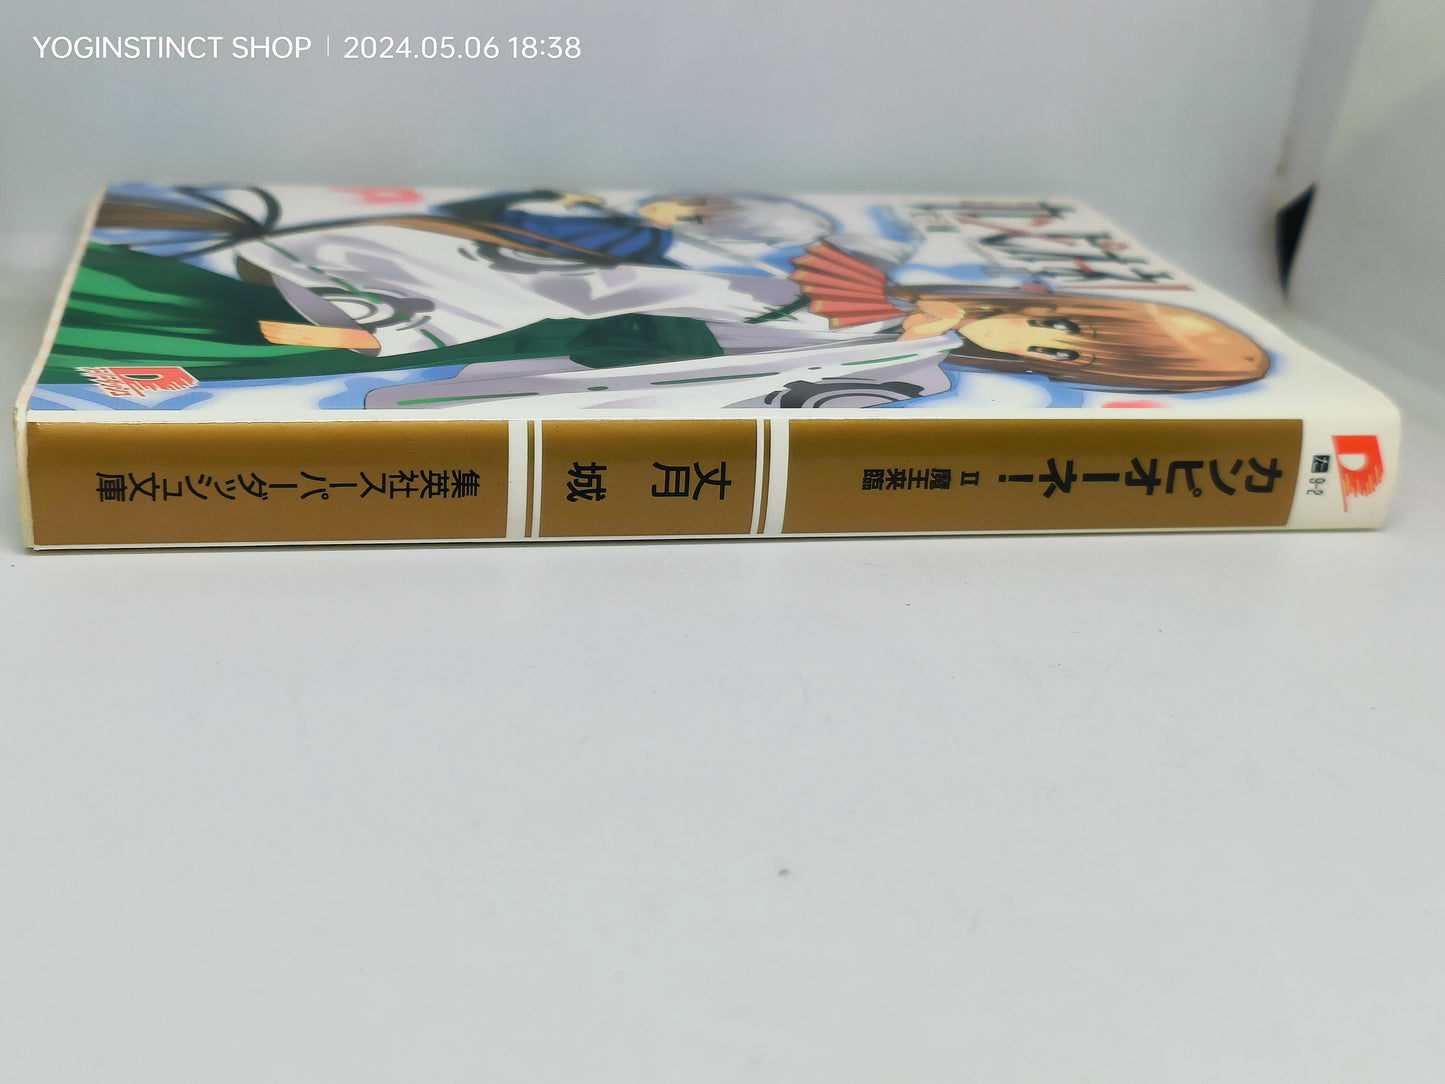 YOGINSTINCT SHOP | 2024.05.06 18:38
カンピオーネ! II 魔王来臨
丈月 城
集英社スーパーダッシュ文庫